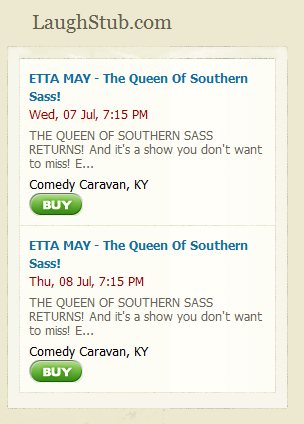 LaughStub.com
ETTA MAY - The Queen Of Southern
Sass!
Wed, 07 Jul, 7:15 PM
THE QUEEN OF SOUTHERN SASS
RETURNS! And it's a show you don't want
to miss! E...
Comedy Caravan, KY
BUY
ETTA MAY - The Queen Of Southern
Sass!
Thu, 08 Jul, 7:15 PM
THE QUEEN OF SOUTHERN SASS
RETURNS! And it's a show you don't want
to miss! E...
Comedy Caravan, KY
BUY